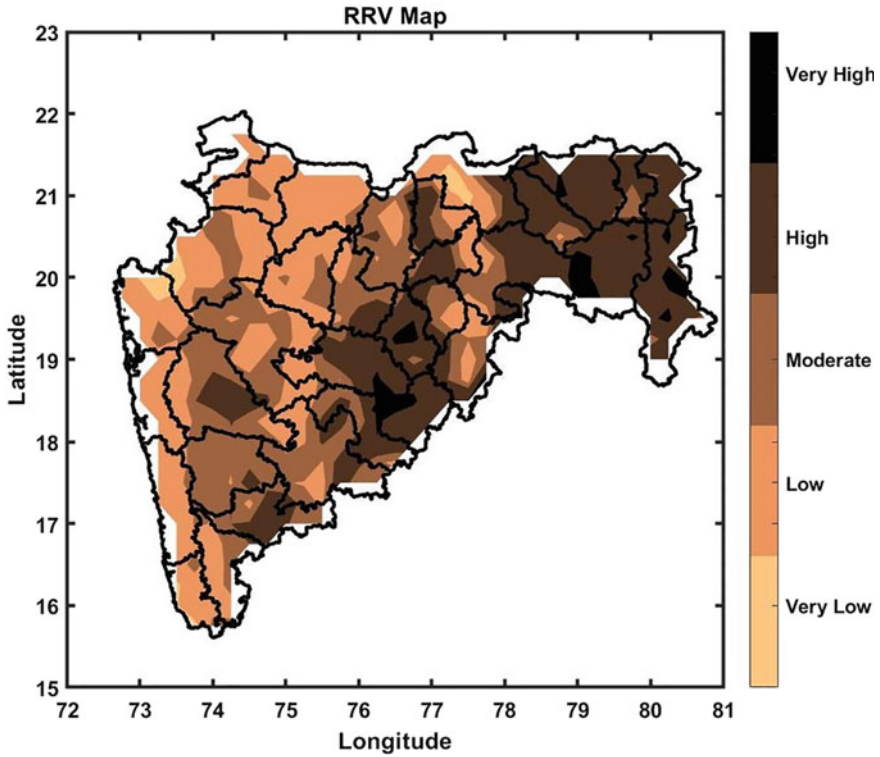 RRV Map
23
22
21
20
19
18
17
16
15
Latitude
72 73 74 75 76 77 78 79 80 81
Longitude
Very High
High
Moderate
Low
Very Low